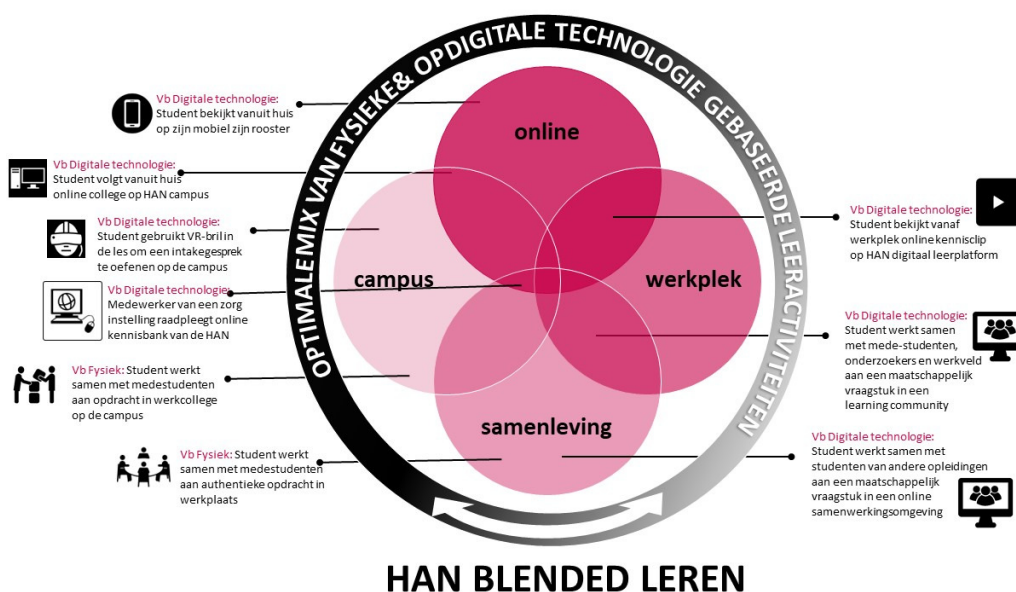 OPTIMALE MIX VAN FYSIEKE & OP DIGITALE TECHNOLOGIE GEBASEERDE LEERACTIVITEITEN
online
campus
werkplek
samenleving
Vb Digitale technologie:
Student bekijkt vanuit huis
op zijn mobiel zijn rooster
Vb Digitale technologie:
Student volgt vanuit huis
online college op HAN campus
Vb Digitale technologie:
Student gebruikt VR-bril in
de les om een intakegesprek
te oefenen op de campus
Vb Digitale technologie:
Medewerker van een zorg
instelling raadpleegt online
kennisbank van de HAN
Vb Fysiek: Student werkt
samen met medestudenten
aan opdracht in werkcollege
op de campus
Vb Fysiek: Student werkt
samen met medestudenten
aan authentieke opdracht in
werkplaats
Vb Digitale technologie:
Student bekijkt vanaf
werkplek online kennisclip
op HAN digitaal leerplatform
Vb Digitale technologie:
Student werkt samen
met mede-studenten,
onderzoekers en werkveld
aan een maatschappelijk
vraagstuk in een
learning community
Vb Digitale technologie:
Student werkt samen met
studenten van andere opleidingen
aan een maatschappelijk
vraagstuk in een online
samenwerkingsomgeving
HAN BLENDED LEREN